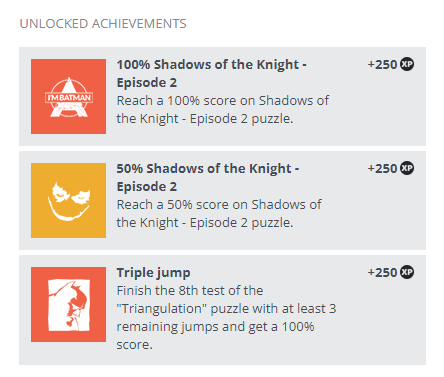 UNLOCKED ACHIEVEMENTS
100% Shadows of the Knight - +250 XP
Episode 2
Reach a 100% score on Shadows of
the Knight - Episode 2 puzzle.
I'M BATMAN
50% Shadows of the Knight - +250 XP
Episode 2
Reach a 50% score on Shadows of
the Knight - Episode 2 puzzle.
Triple jump +250 XP
Finish the 8th test of the
"Triangulation" puzzle with at least 3
remaining jumps and get a 100%
score.